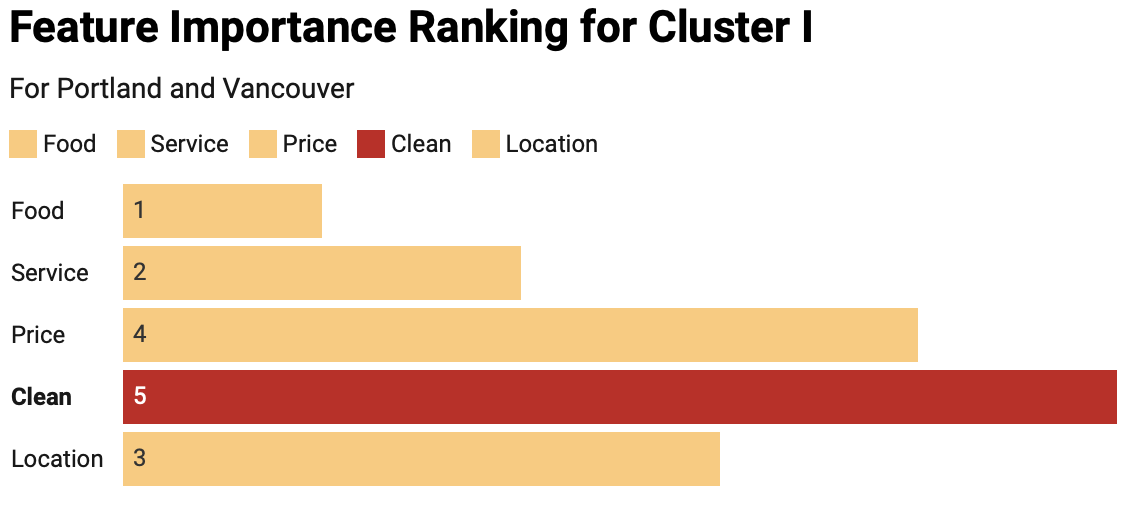 Feature Importance Ranking for Cluster I
For Portland and Vancouver
Food Service Price Clean Location
Food 1
Service 2
Price 4
Clean 5
Location 3